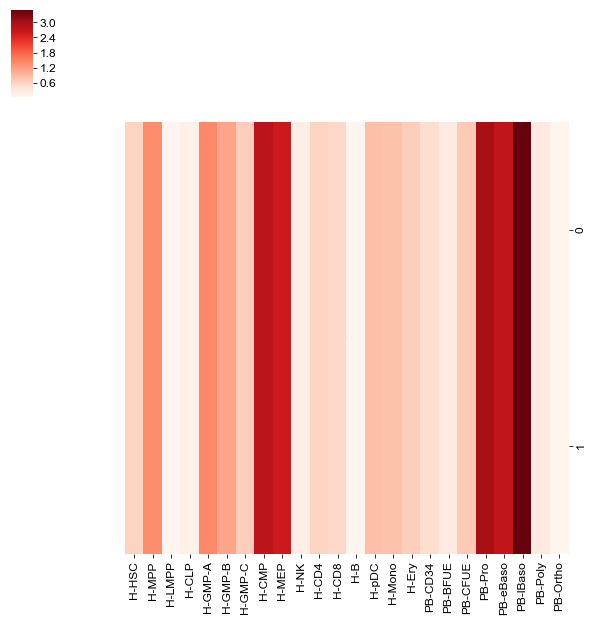 3.0
2.4
1.8
1.2
0.6
0
1
H-HSC
H-MPP
H-LMPP
H-CLP
H-GMP-A
H-GMP-B
H-GMP-C
H-CMP
H-MEP
H-NK
H-CD4
H-CD8
H-B
H-pDC
H-Mono
H-Ery
PB-CD34
PB-BFUE
PB-CFUE
PB-Pro
PB-eBaso
PB-lBaso
PB-Poly
PB-Ortho